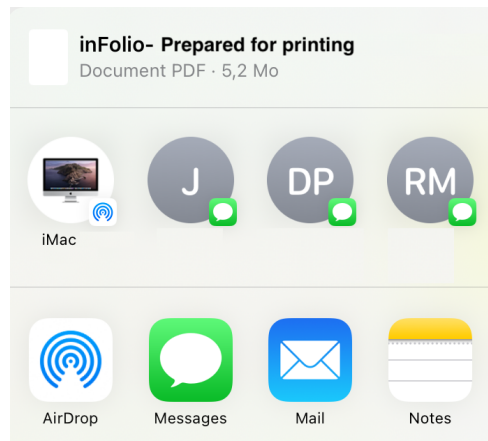 inFolio- Prepared for printing
Document PDF · 5,2 Mo
J DP RM
iMac
AirDrop Messages Mail Notes